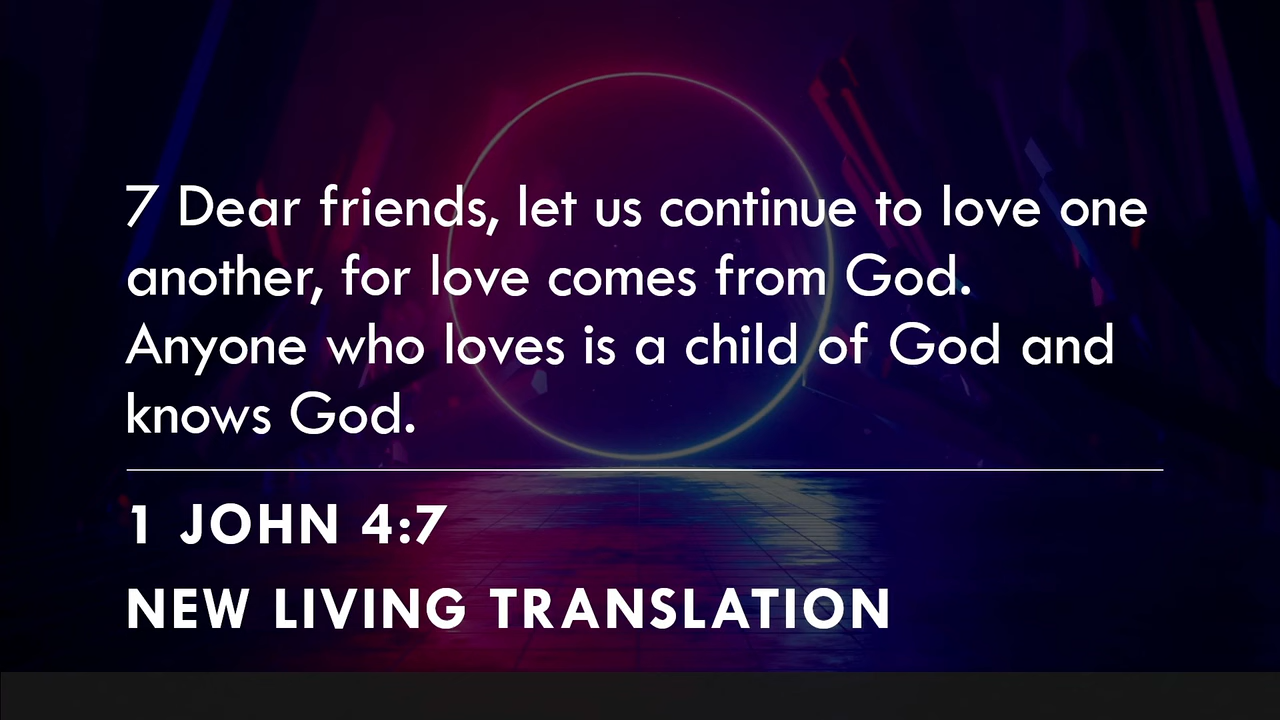 7 Dear friends, let us continue to love one
another, for love comes from God.
Anyone who loves is a child of God and
knows God.
1 JOHN 4:7
NEW LIVING TRANSLATION